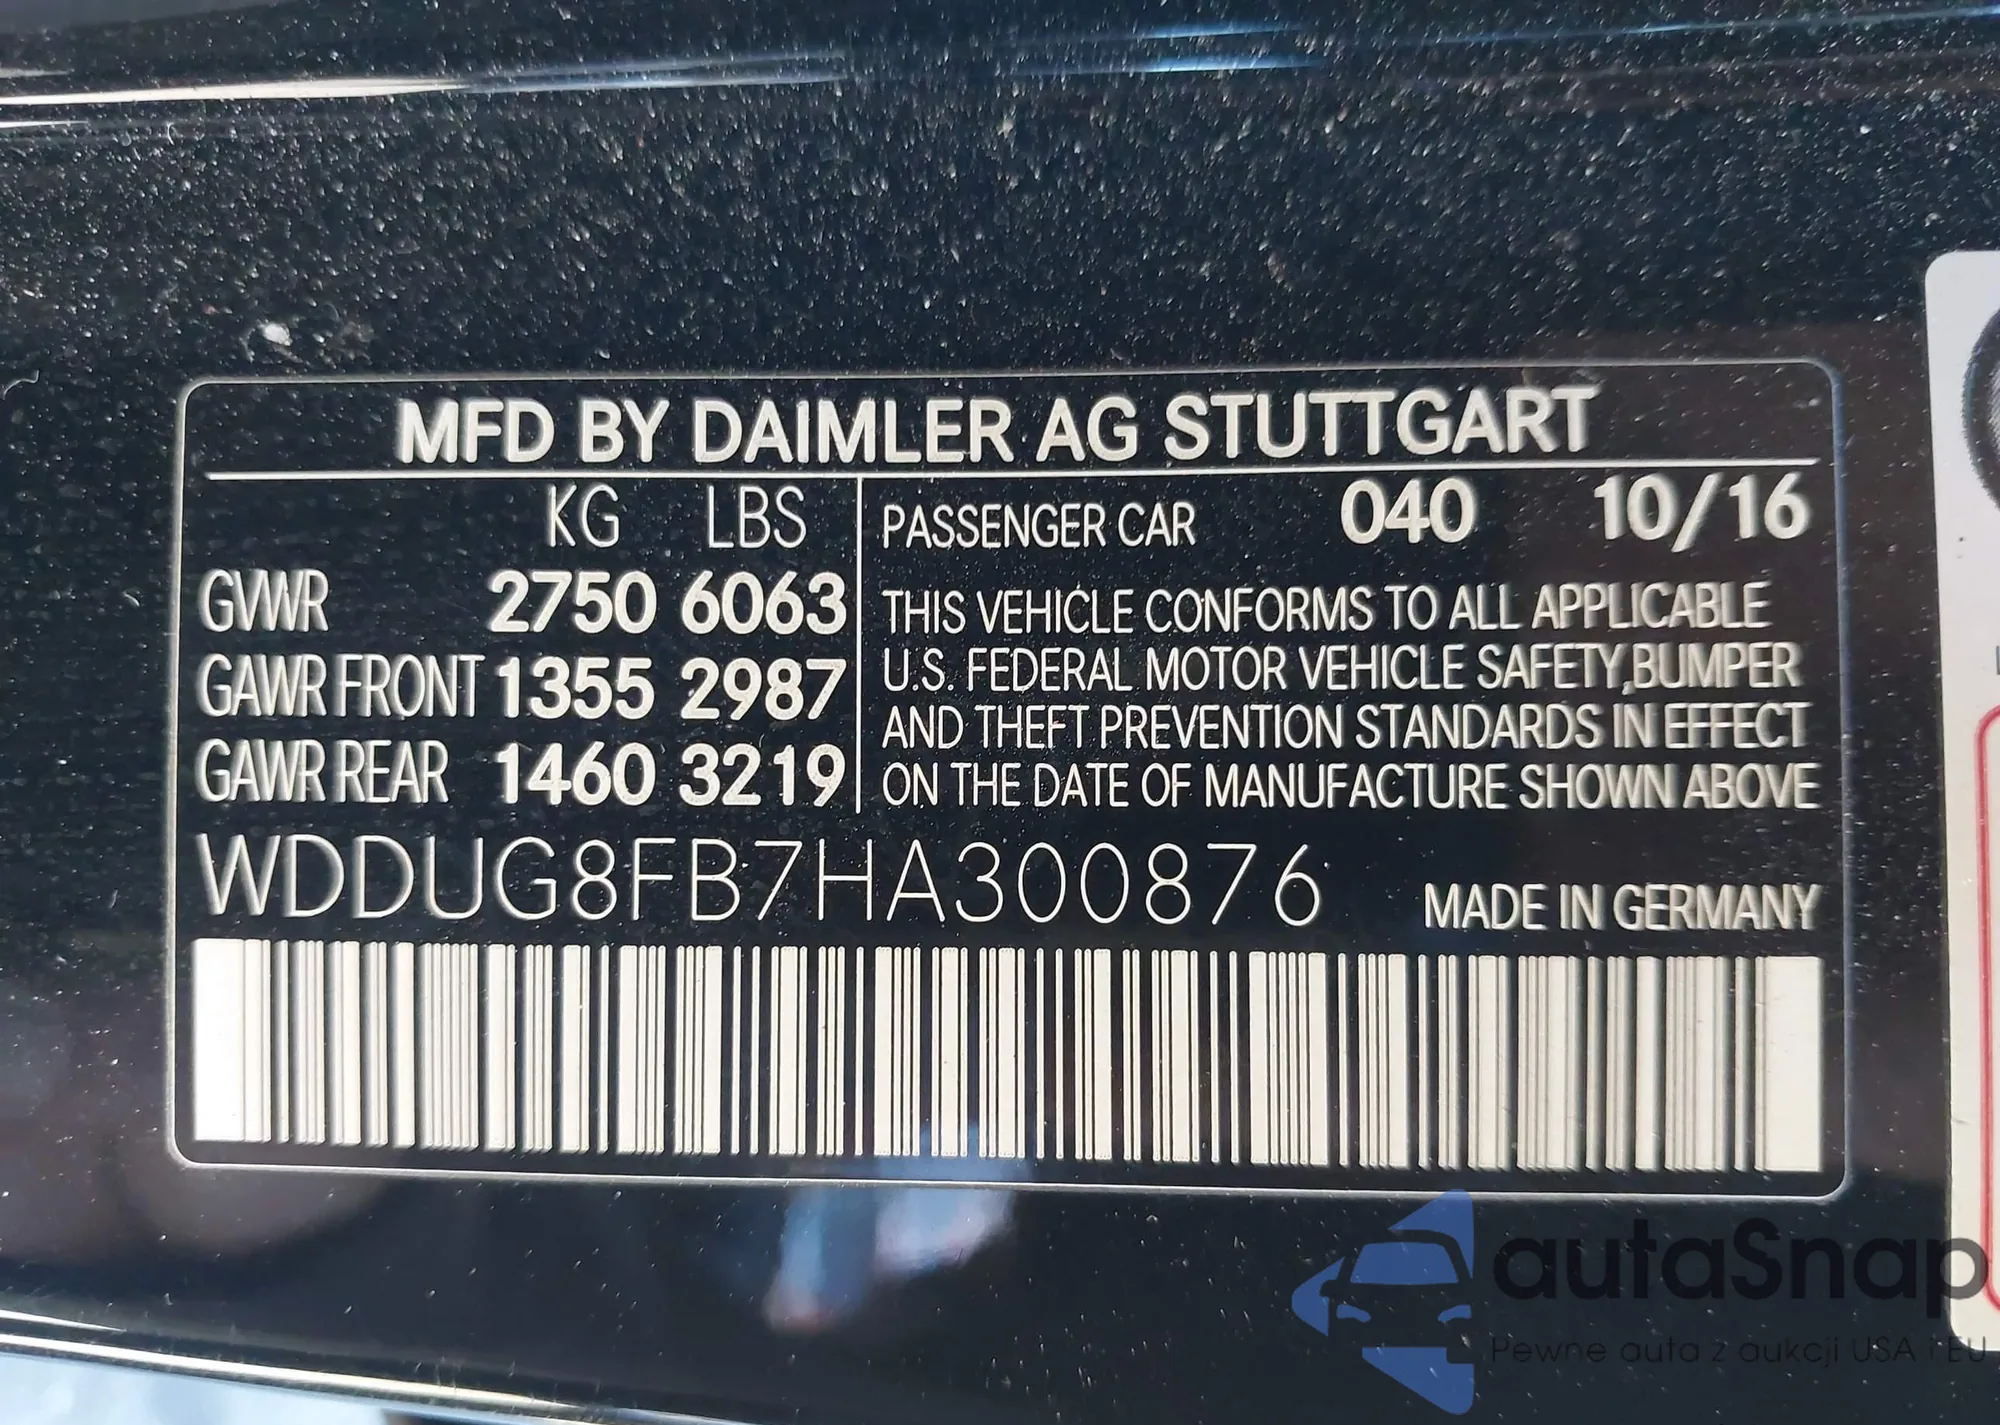 MFD BY DAIMLER AG STUTTGART
KG LBS
GVWR 2750 6063
GAWR FRONT 1355 2987
GAWR REAR 1460 3219
PASSENGER CAR 040 10/16
THIS VEHICLE CONFORMS TO ALL APPLICABLE
U.S. FEDERAL MOTOR VEHICLE SAFETY, BUMPER
AND THEFT PREVENTION STANDARDS IN EFFECT
ON THE DATE OF MANUFACTURE SHOWN ABOVE
WDDUG8FB7HA300876
MADE IN GERMANY
autaSnap
Pewne auta z aukcji USA i EU